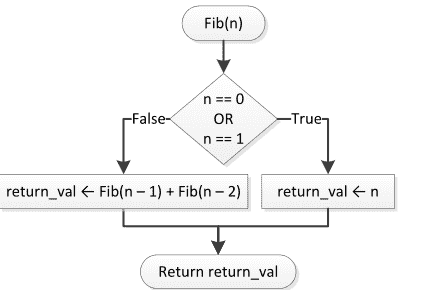 Fib(n)
n == 0
OR
n == 1
False
True
return_val ← Fib(n – 1) + Fib(n – 2)
return_val ← n
Return return_val